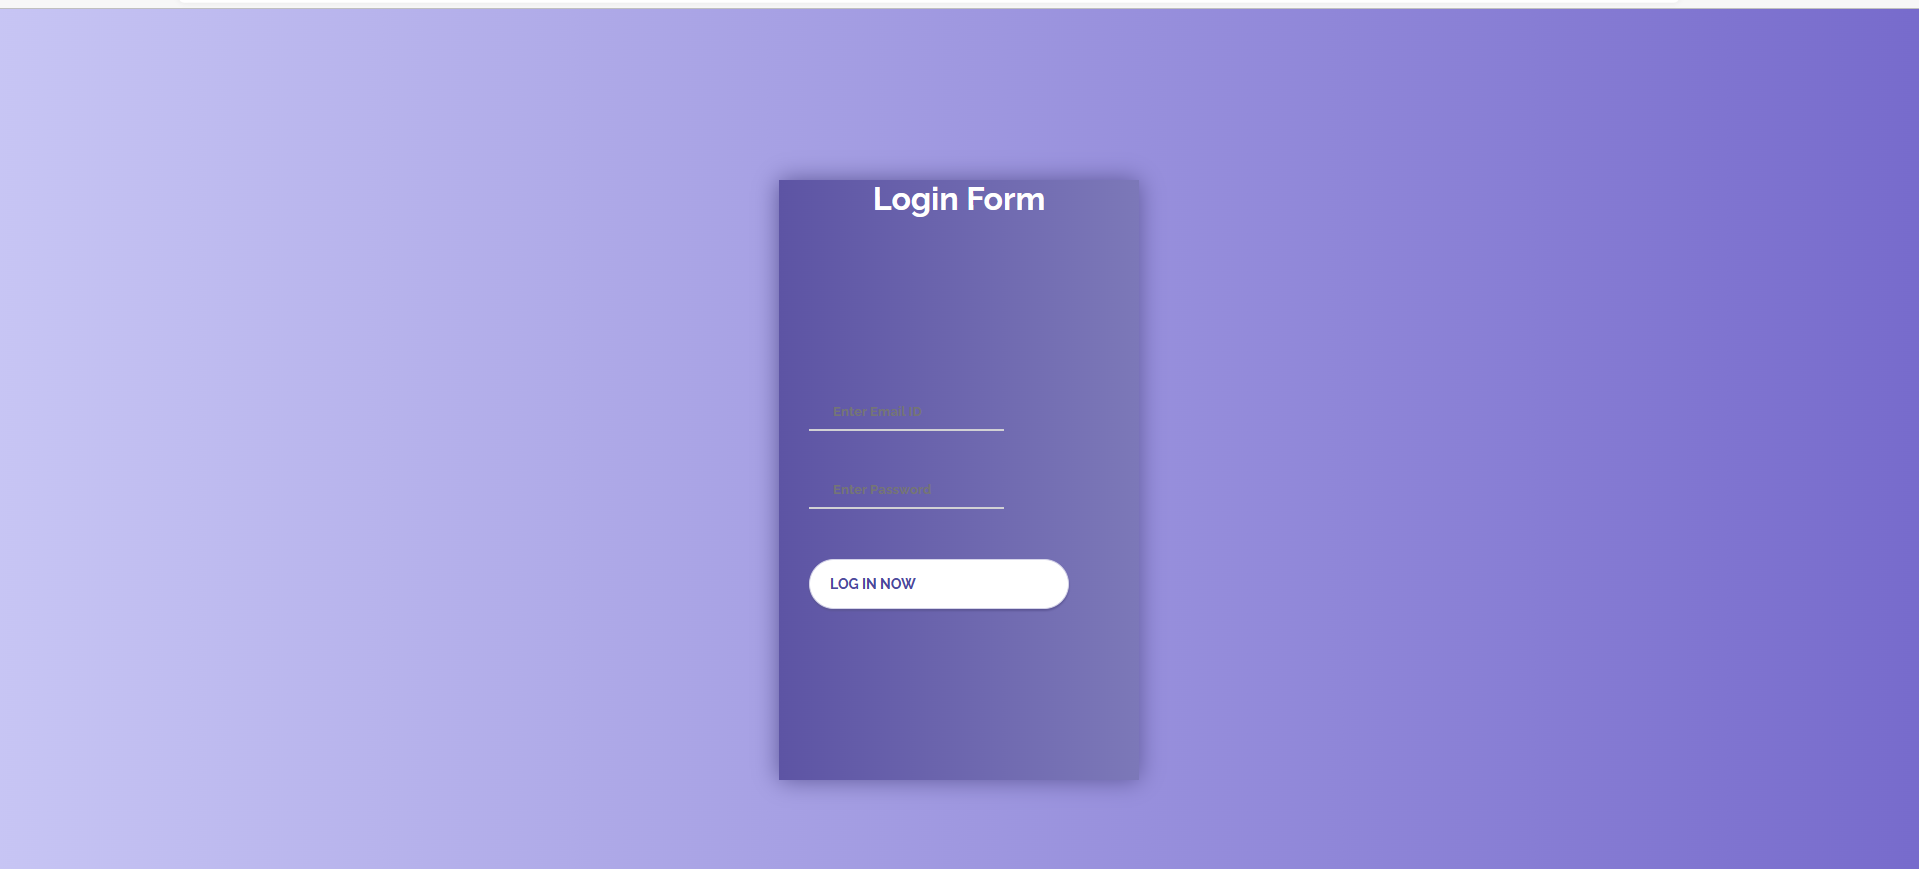 Login Form
Enter Email ID
Enter Password
LOG IN NOW